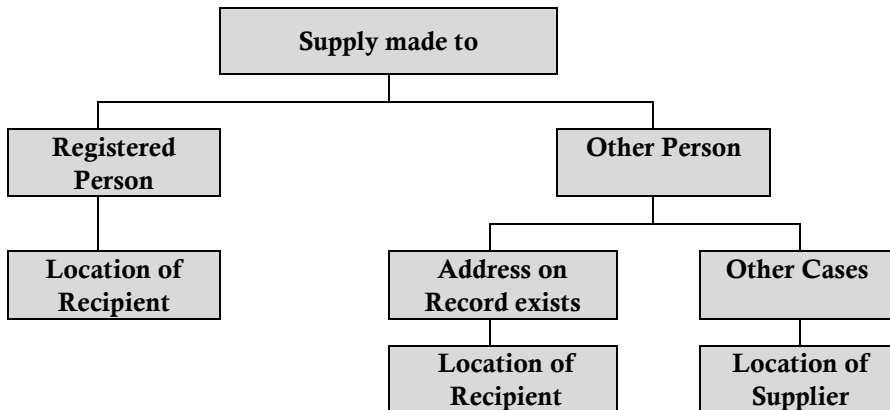 Supply made to
Registered
Person
Other Person
Location of
Recipient
Address on
Record exists
Other Cases
Location of
Recipient
Location of
Supplier